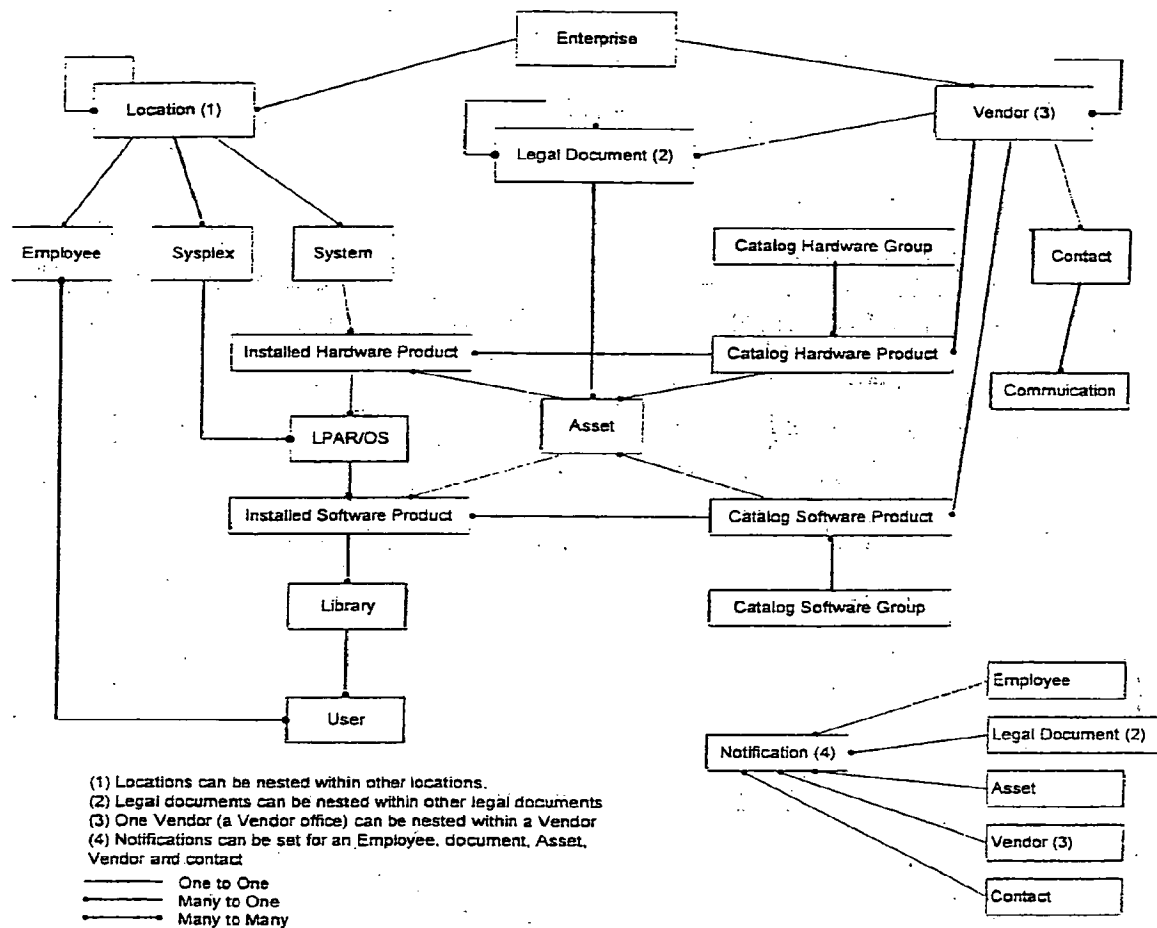 Enterprise
Location (1)
Vendor (3)
Legal Document (2)
Employee
Sysplex
System
Catalog Hardware Group
Contact
Installed Hardware Product
Catalog Hardware Product
Commuication
LPAR/OS
Asset
Installed Software Product
Catalog Software Product
Library
Catalog Software Group
User
Employee
Legal Document (2)
Notification (4)
Asset
Vendor (3)
Contact
(1) Locations can be nested within other locations.
(2) Legal documents can be nested within other legal documents
(3) One Vendor (a Vendor office) can be nested within a Vendor
(4) Notifications can be set for an Employee, document, Asset,
Vendor and contact
One to One
Many to One
Many to Many